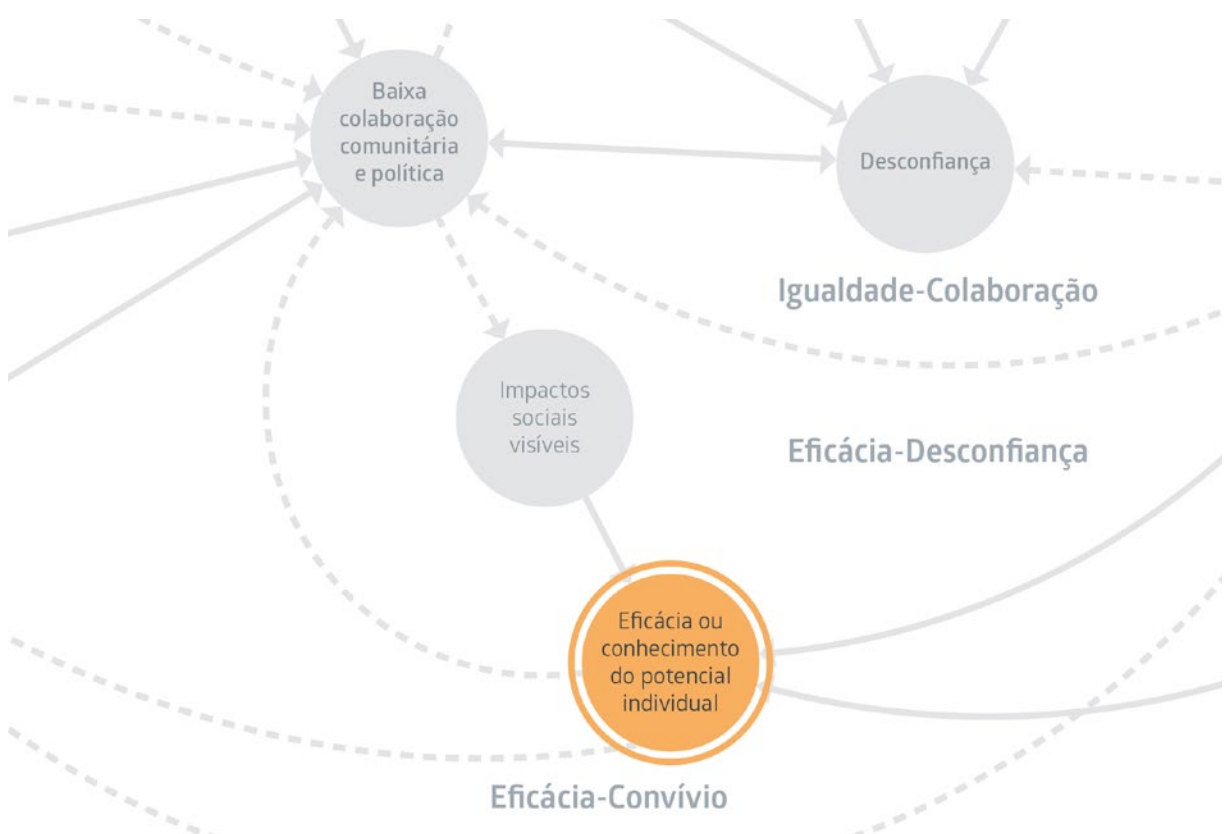 Baixa
colaboração
comunitária
e política
Desconfiança
Igualdade-Colaboração
Impactos
sociais
visíveis
Eficácia-Desconfiança
Eficácia ou
conhecimento
do potencial
individual
Eficácia-Convívio